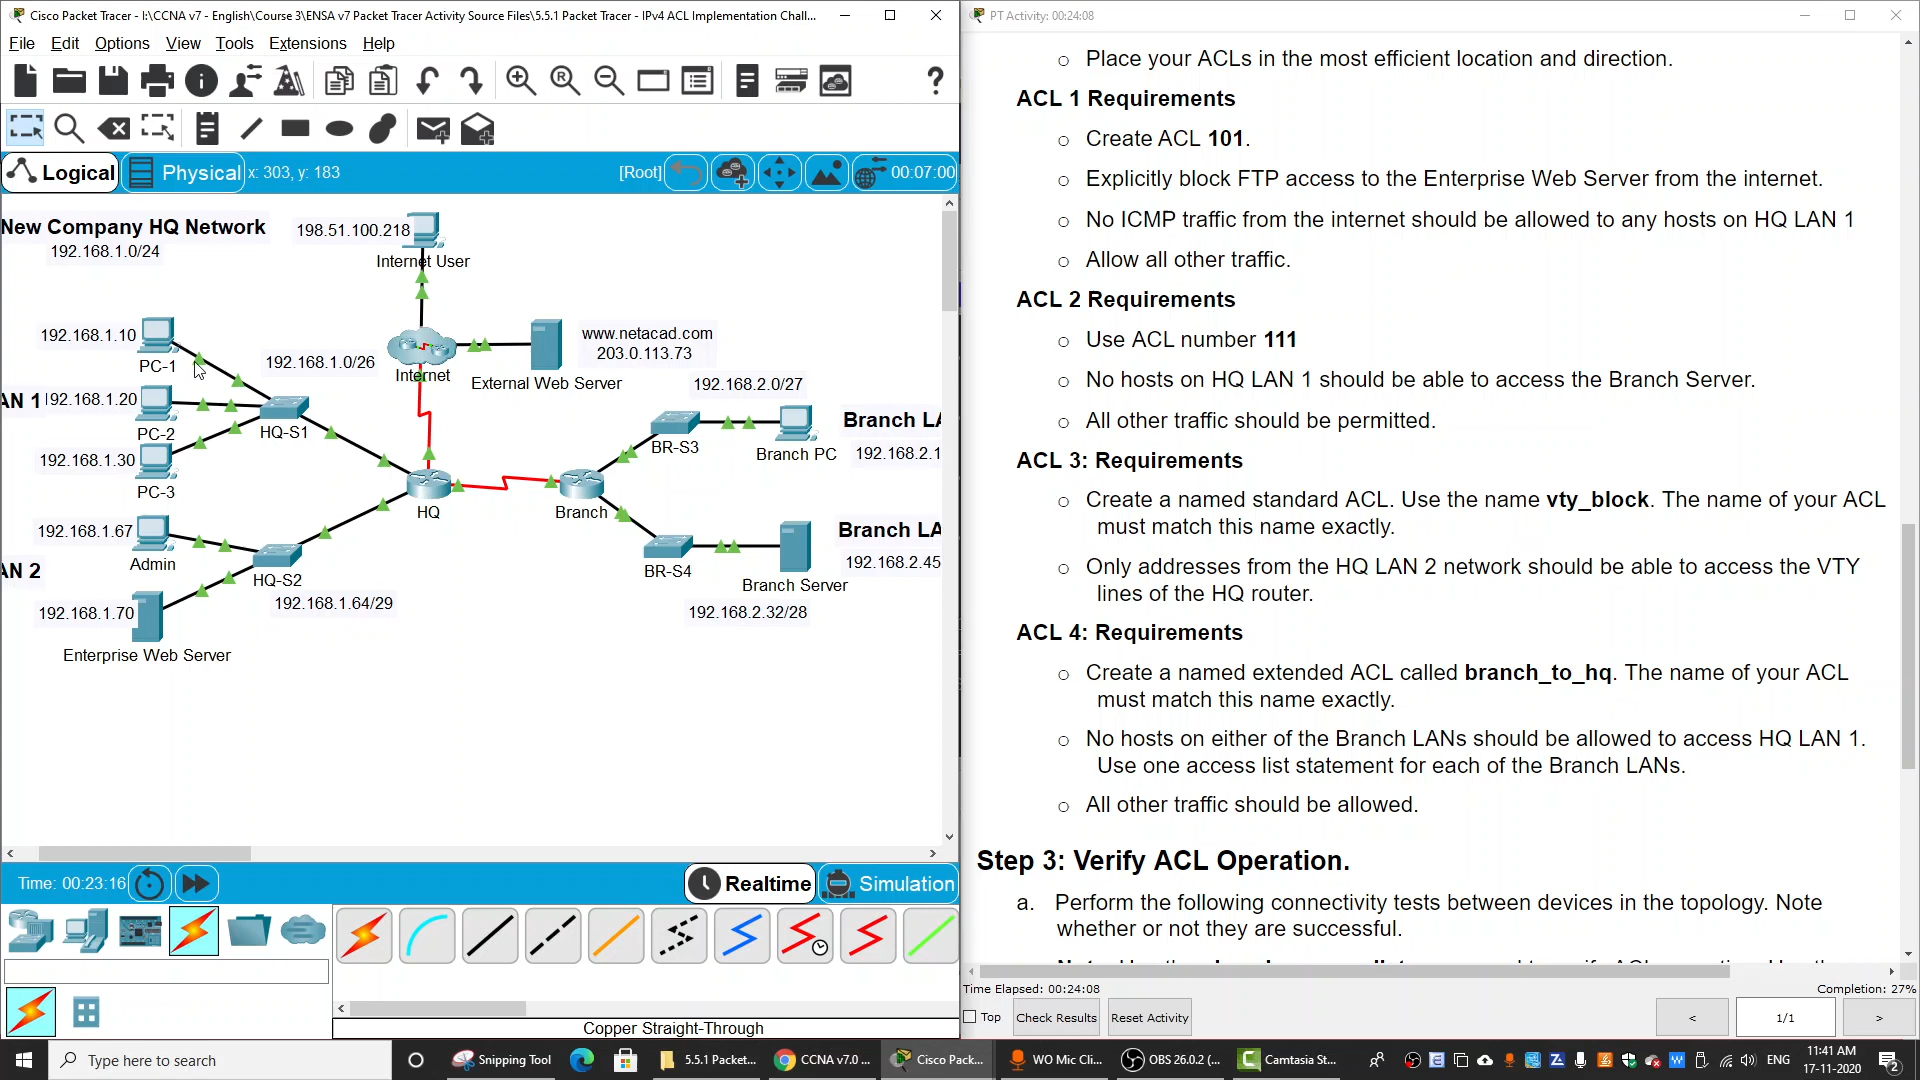 Cisco Packet Tracer - I:\CCNA v7 - English\Course 3\ENSA v7 Packet Tracer Activity Source Files\5.5.1 Packet Tracer - IPv4 ACL Implementation Chall...
File Edit Options View Tools Extensions Help
Logical Physical x: 303, y: 183 [Root] 00:07:00
New Company HQ Network
192.168.1.0/24
198.51.100.218
Internet User
192.168.1.10
PC-1
192.168.1.0/26
Internet
www.netacad.com
203.0.113.73
External Web Server
192.168.2.0/27
AN 1
192.168.1.20
PC-2
HQ-S1
BR-S3
Branch PC
Branch LA
192.168.2.1
192.168.1.30
PC-3
HQ
Branch
192.168.1.67
Admin
AN 2
HQ-S2
192.168.1.64/29
BR-S4
Branch LA
192.168.2.45
Branch Server
192.168.2.32/28
192.168.1.70
Enterprise Web Server
Time: 00:23:16 Realtime Simulation
Copper Straight-Through
PT Activity: 00:24:08
o Place your ACLs in the most efficient location and direction.
ACL 1 Requirements
o Create ACL 101.
o Explicitly block FTP access to the Enterprise Web Server from the internet.
o No ICMP traffic from the internet should be allowed to any hosts on HQ LAN 1
o Allow all other traffic.
ACL 2 Requirements
o Use ACL number 111
o No hosts on HQ LAN 1 should be able to access the Branch Server.
o All other traffic should be permitted.
ACL 3: Requirements
o Create a named standard ACL. Use the name vty_block. The name of your ACL
must match this name exactly.
o Only addresses from the HQ LAN 2 network should be able to access the VTY
lines of the HQ router.
ACL 4: Requirements
o Create a named extended ACL called branch_to_hq. The name of your ACL
must match this name exactly.
o No hosts on either of the Branch LANs should be allowed to access HQ LAN 1.
Use one access list statement for each of the Branch LANs.
o All other traffic should be allowed.
Step 3: Verify ACL Operation.
a. Perform the following connectivity tests between devices in the topology. Note
whether or not they are successful.
Time Elapsed: 00:24:08 Completion: 27%
Top Check Results Reset Activity < 1/1 >
Type here to search Snipping Tool 5.5.1 Packet... CCNA v7.0 ... Cisco Pack... WO Mic Cli... OBS 26.0.2 (... Camtasia St... ENG 11:41 AM
17-11-2020 2